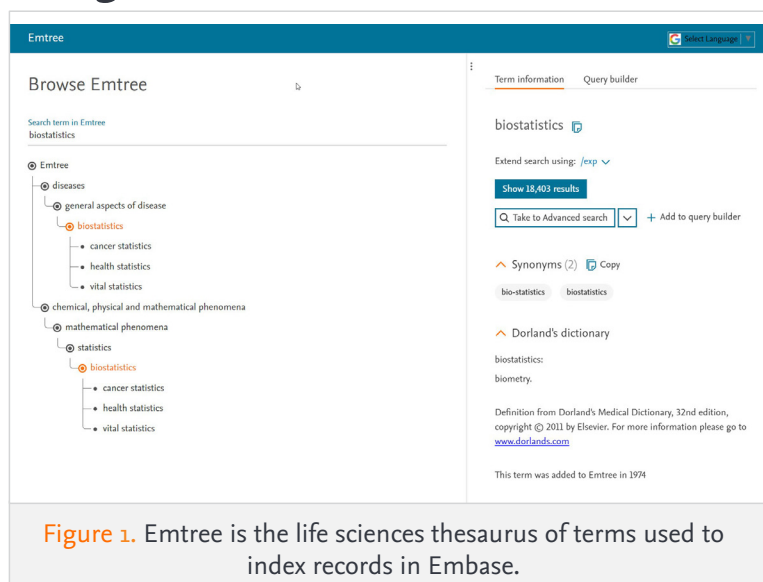 Emtree
Select Language
Browse Emtree
Search term in Emtree
biostatistics
Emtree
diseases
general aspects of disease
biostatistics
cancer statistics
health statistics
vital statistics
chemical, physical and mathematical phenomena
mathematical phenomena
statistics
biostatistics
cancer statistics
health statistics
vital statistics
Term information Query builder
biostatistics
Extend search using: /exp
Show 18,403 results
Take to Advanced search + Add to query builder
Synonyms (2) Copy
bio-statistics biostatistics
Dorland's dictionary
biostatistics:
biometry.
Definition from Dorland's Medical Dictionary, 32nd edition,
copyright © 2011 by Elsevier. For more information please go to
www.dorlands.com
This term was added to Emtree in 1974
Figure 1. Emtree is the life sciences thesaurus of terms used to
index records in Embase.